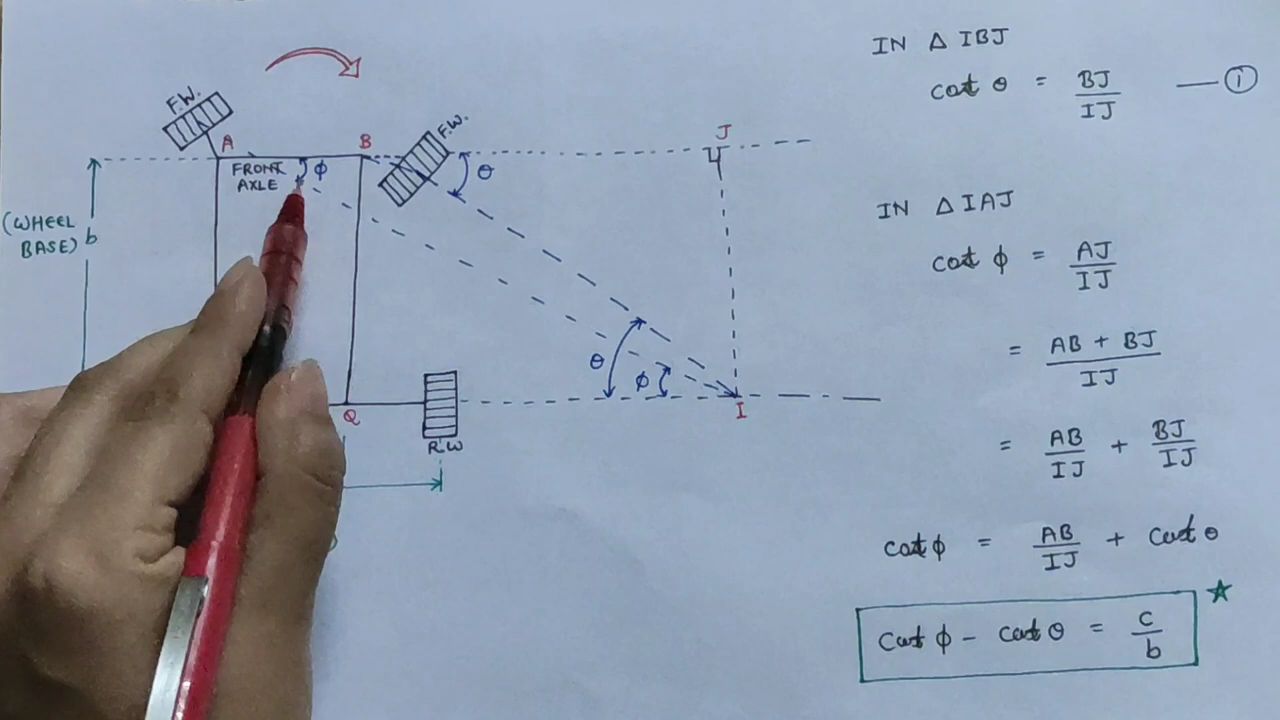 F.W.
A
B
F.W.
J
FRONT
AXLE
φ
θ
(WHEEL
BASE) b
θ
φ
I
Q
R.W
IN Δ IBJ
cot θ = BJ / IJ — ①
IN Δ IAJ
cot φ = AJ / IJ
= AB + BJ / IJ
= AB / IJ + BJ / IJ
cot φ = AB / IJ + cot θ
cot φ - cot θ = c / b